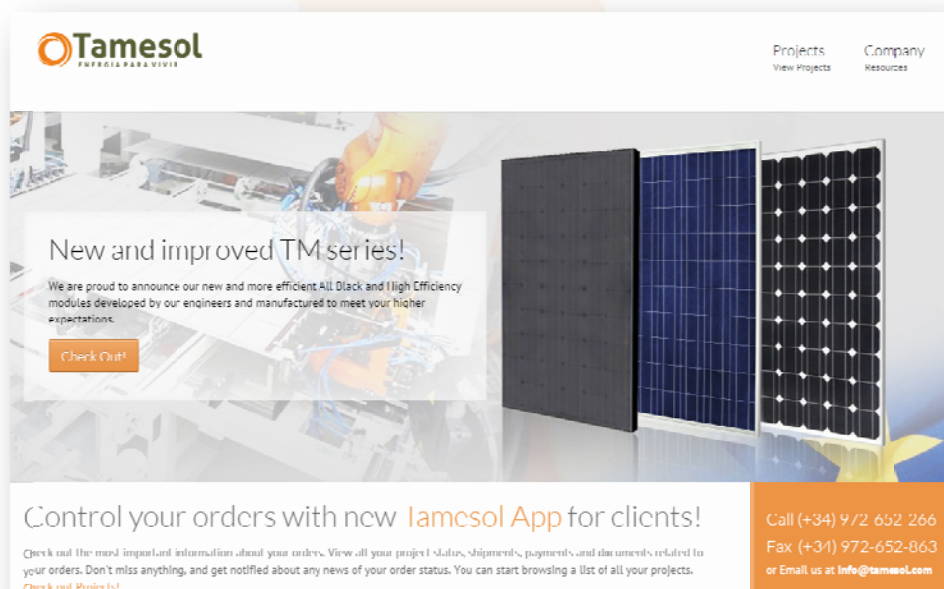 Tamesol
ENERGIA PARA VIVIR
Projects
View Projects
Company
Resources
New and improved TM series!
We are proud to announce our new and more efficient All Black and High Efficiency
modules developed by our engineers and manufactured to meet your higher
expectations.
Check Out!
Control your orders with new Tamesol App for clients!
Check out the most important information about your orders. View all your project status, shipments, payments and documents related to
your orders. Don't miss anything, and get notified about any news of your order status. You can start browsing a list of all your projects.
Check out Projects!
Call (+34) 972-652-266
Fax (+34) 972-652-863
or Email us at info@tamesol.com